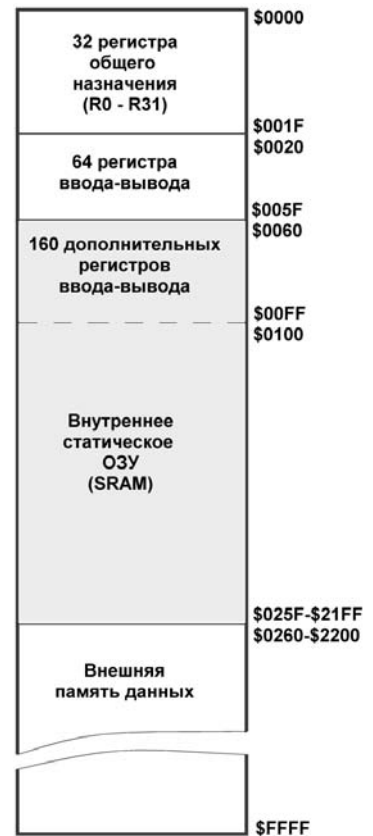 $0000
32 регистра
общего
назначения
(R0 - R31)
$001F
$0020
64 регистра
ввода-вывода
$005F
$0060
160 дополнительных
регистров
ввода-вывода
$00FF
$0100
Внутреннее
статическое
ОЗУ
(SRAM)
$025F-$21FF
$0260-$2200
Внешняя
память данных
$FFFF